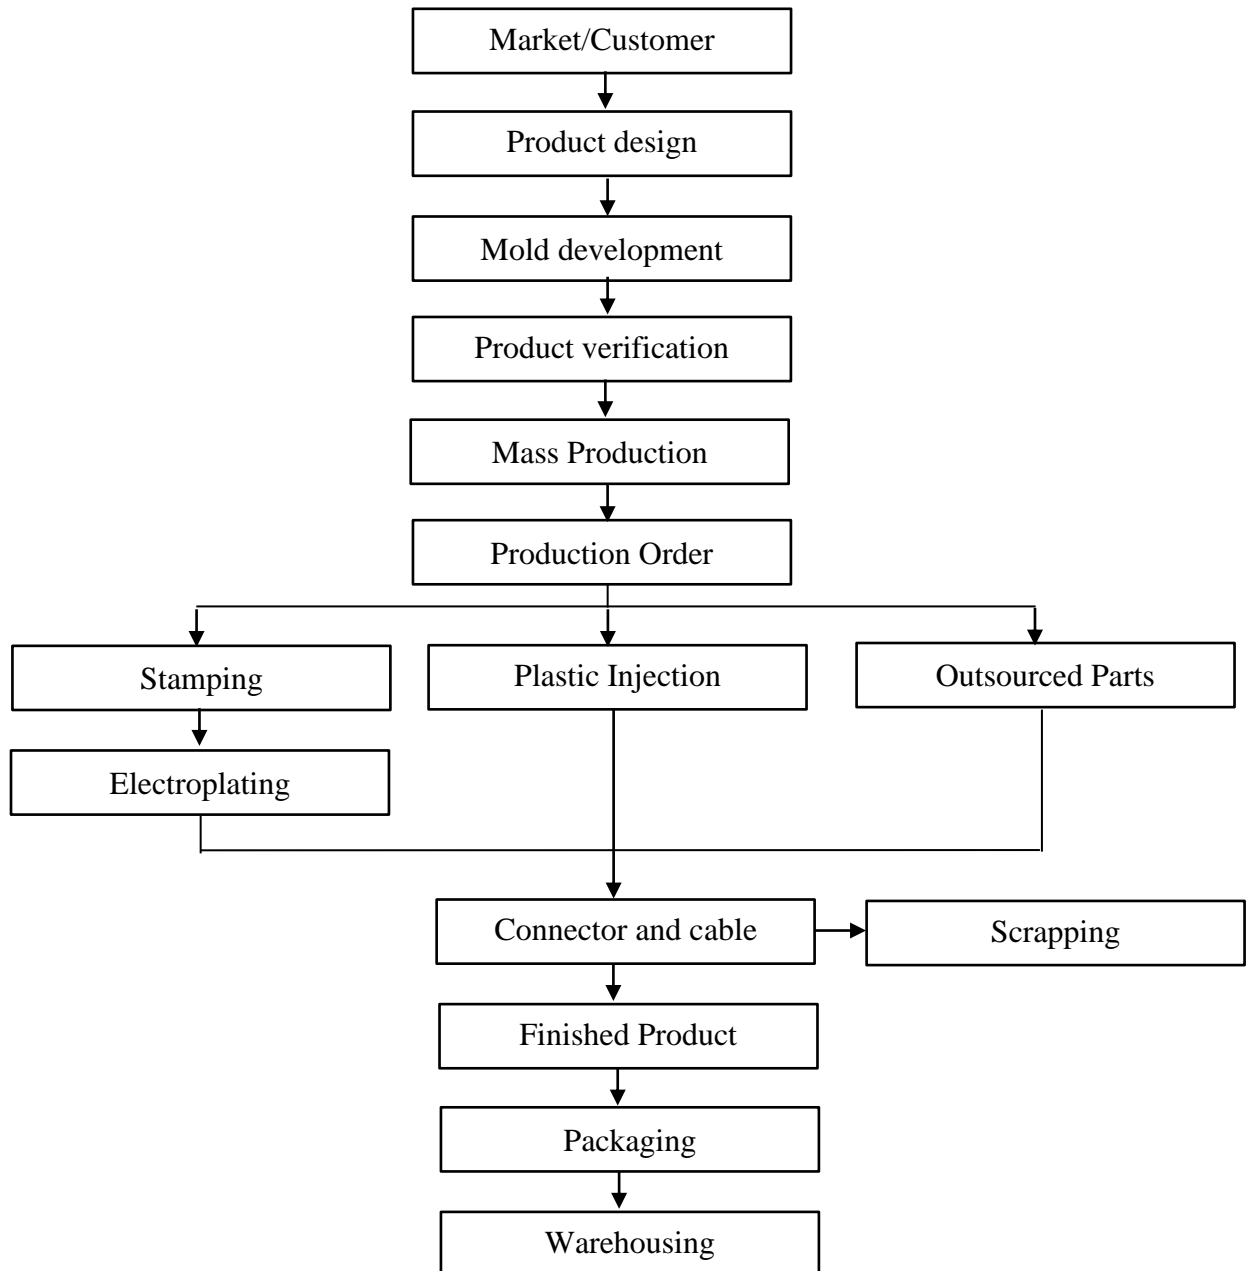 Market/Customer
Product design
Mold development
Product verification
Mass Production
Production Order
Stamping
Plastic Injection
Outsourced Parts
Electroplating
Connector and cable
Scrapping
Finished Product
Packaging
Warehousing